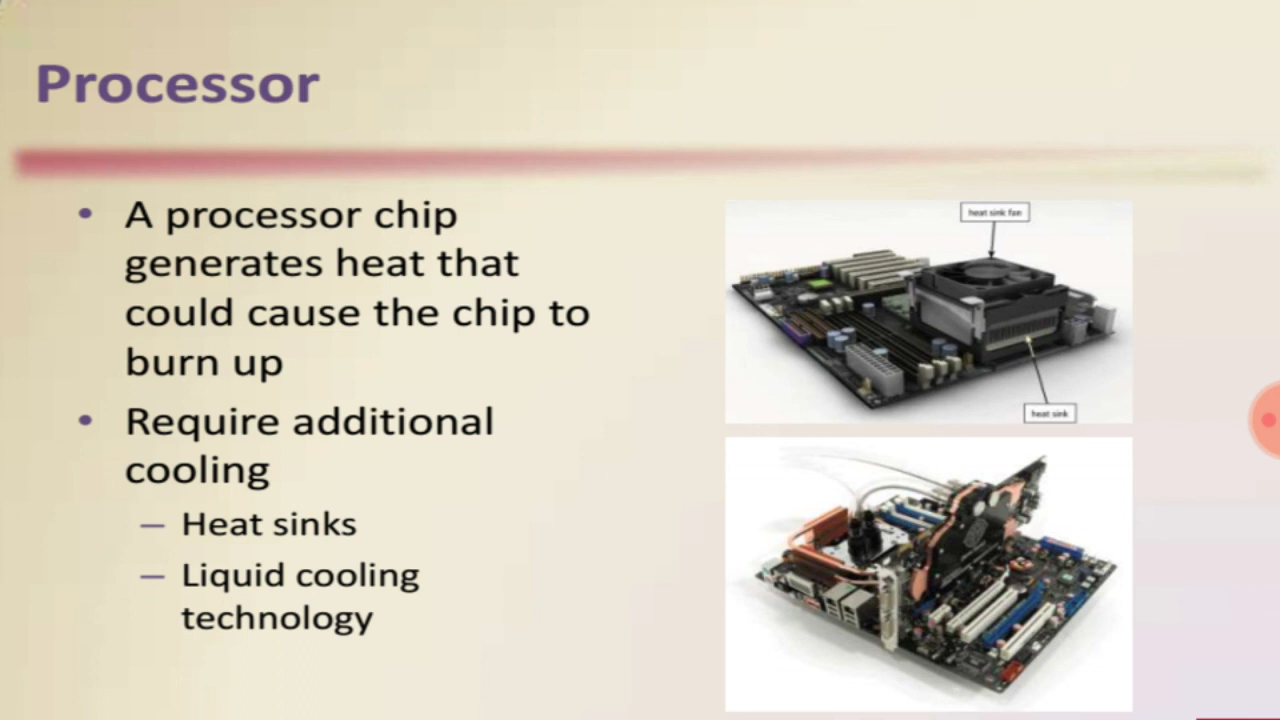 Processor
• A processor chip
generates heat that
could cause the chip to
burn up
• Require additional
cooling
– Heat sinks
– Liquid cooling
technology
heat sink fan
heat sink